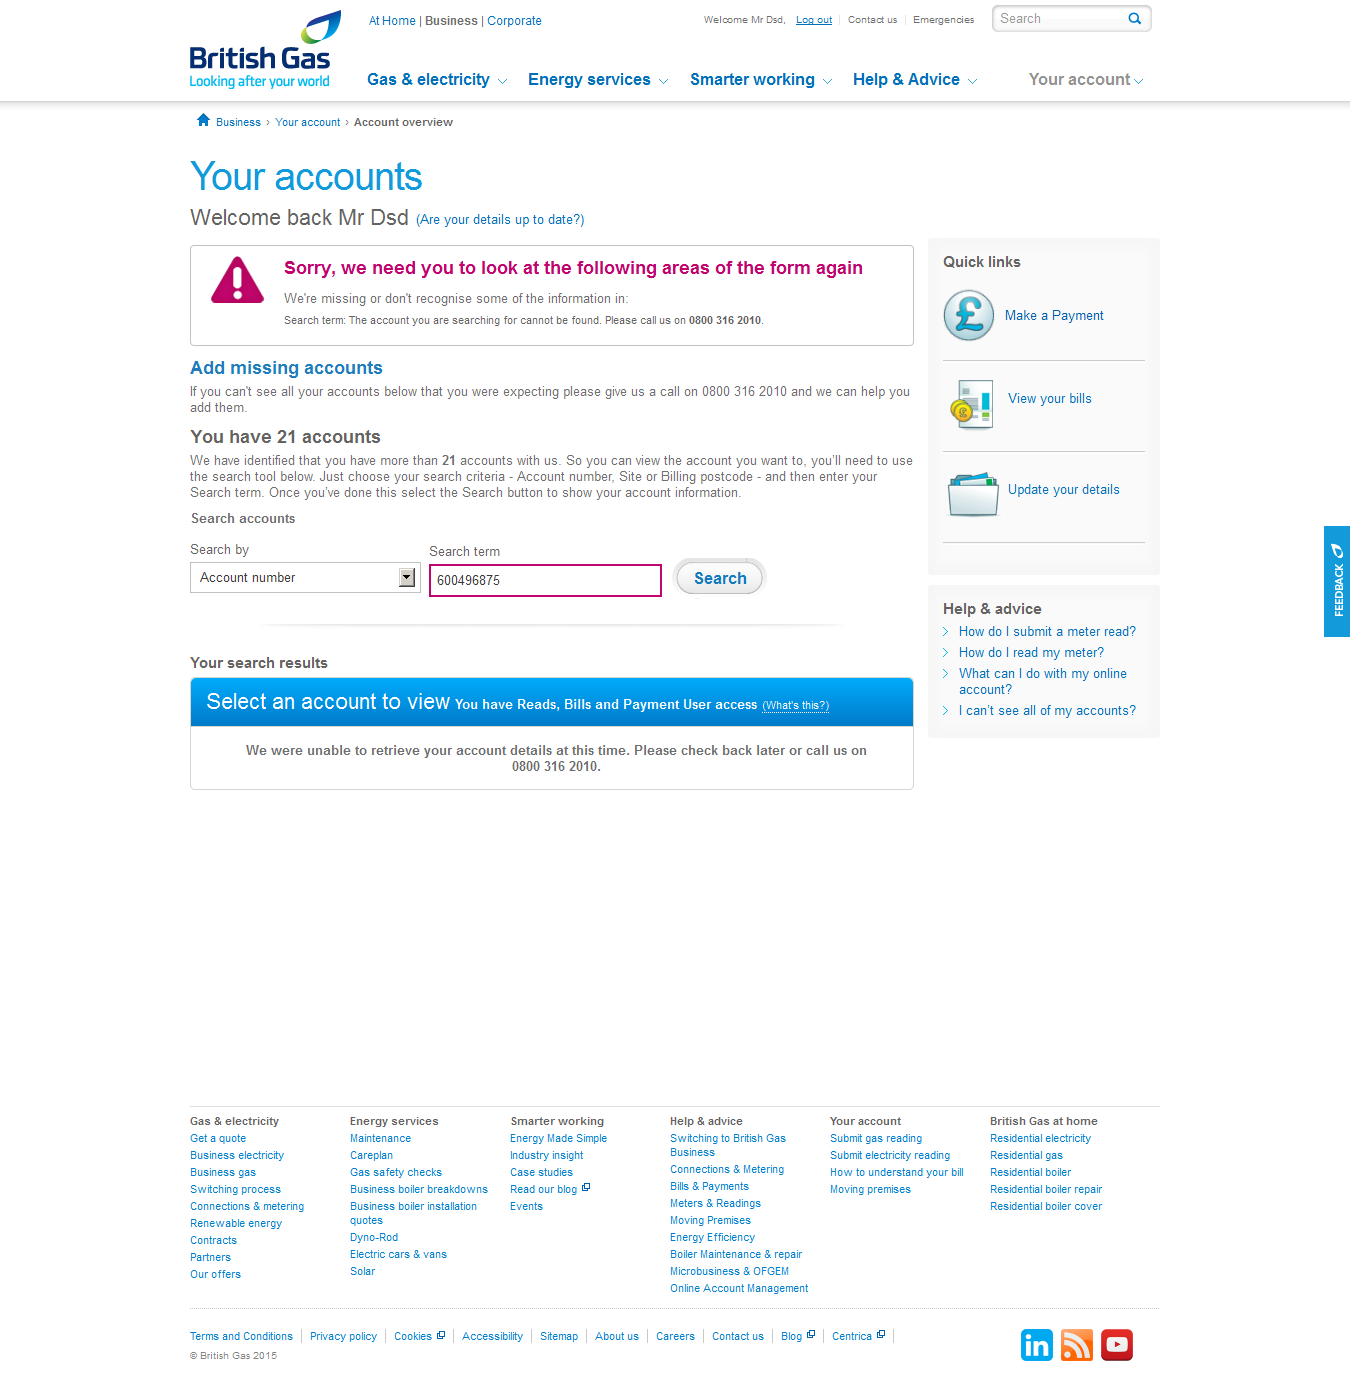 At Home | Business | Corporate
Welcome Mr Dsd, Log out Contact us Emergencies
Search
British Gas
Looking after your world
Gas & electricity Energy services Smarter working Help & Advice Your account
Business › Your account › Account overview
Your accounts
Welcome back Mr Dsd (Are your details up to date?)
Sorry, we need you to look at the following areas of the form again
We're missing or don't recognise some of the information in:
Search term: The account you are searching for cannot be found. Please call us on 0800 316 2010.
Add missing accounts
If you can't see all your accounts below that you were expecting please give us a call on 0800 316 2010 and we can help you
add them.
You have 21 accounts
We have identified that you have more than 21 accounts with us. So you can view the account you want to, you'll need to use
the search tool below. Just choose your search criteria - Account number, Site or Billing postcode - and then enter your
Search term. Once you've done this select the Search button to show your account information.
Search accounts
Search by
Search term
Account number
600496875
Search
Your search results
Select an account to view You have Reads, Bills and Payment User access (What's this?)
We were unable to retrieve your account details at this time. Please check back later or call us on
0800 316 2010.
Quick links
Make a Payment
View your bills
Update your details
Help & advice
How do I submit a meter read?
How do I read my meter?
What can I do with my online
account?
I can't see all of my accounts?
FEEDBACK
Gas & electricity
Get a quote
Business electricity
Business gas
Switching process
Connections & metering
Renewable energy
Contracts
Partners
Our offers
Energy services
Maintenance
Careplan
Gas safety checks
Business boiler breakdowns
Business boiler installation
quotes
Dyno-Rod
Electric cars & vans
Solar
Smarter working
Energy Made Simple
Industry insight
Case studies
Read our blog
Events
Help & advice
Switching to British Gas
Business
Connections & Metering
Bills & Payments
Meters & Readings
Moving Premises
Energy Efficiency
Boiler Maintenance & repair
Microbusiness & OFGEM
Online Account Management
Your account
Submit gas reading
Submit electricity reading
How to understand your bill
Moving premises
British Gas at home
Residential electricity
Residential gas
Residential boiler
Residential boiler repair
Residential boiler cover
Terms and Conditions Privacy policy Cookies Accessibility Sitemap About us Careers Contact us Blog Centrica
© British Gas 2015
in